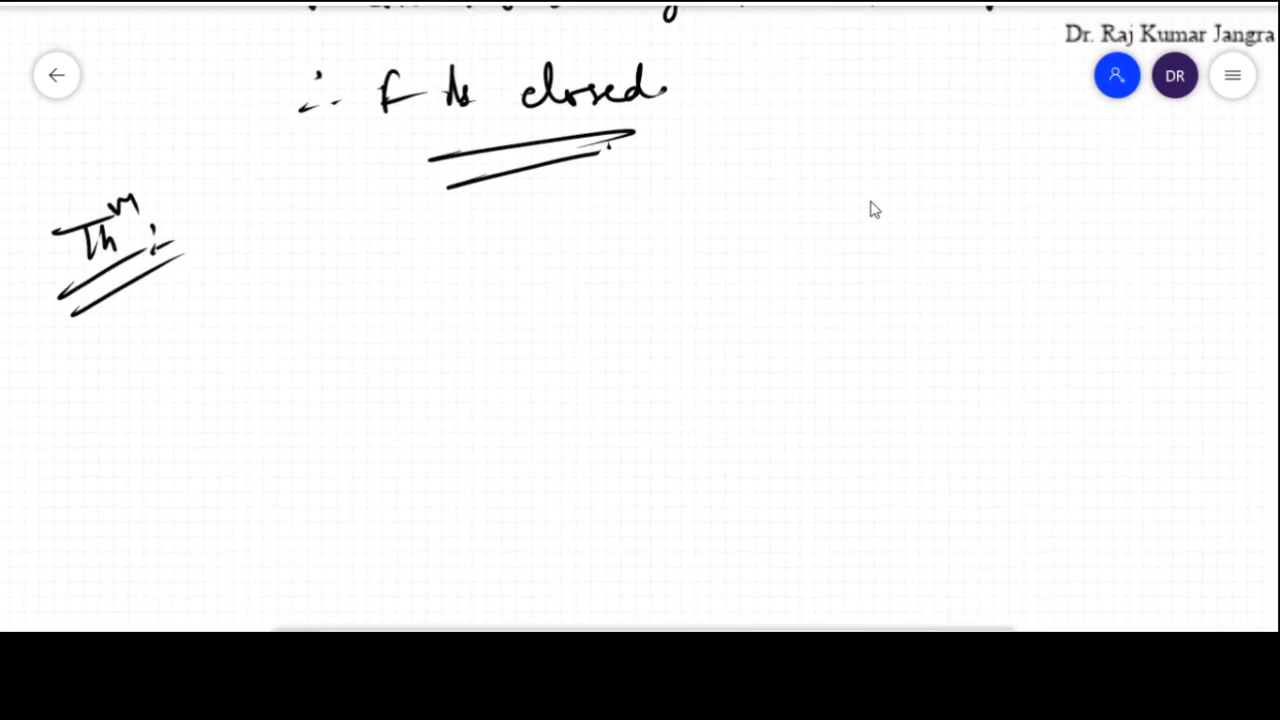 Dr. Raj Kumar Jangra
DR
∴ F is closed.
Thm :-